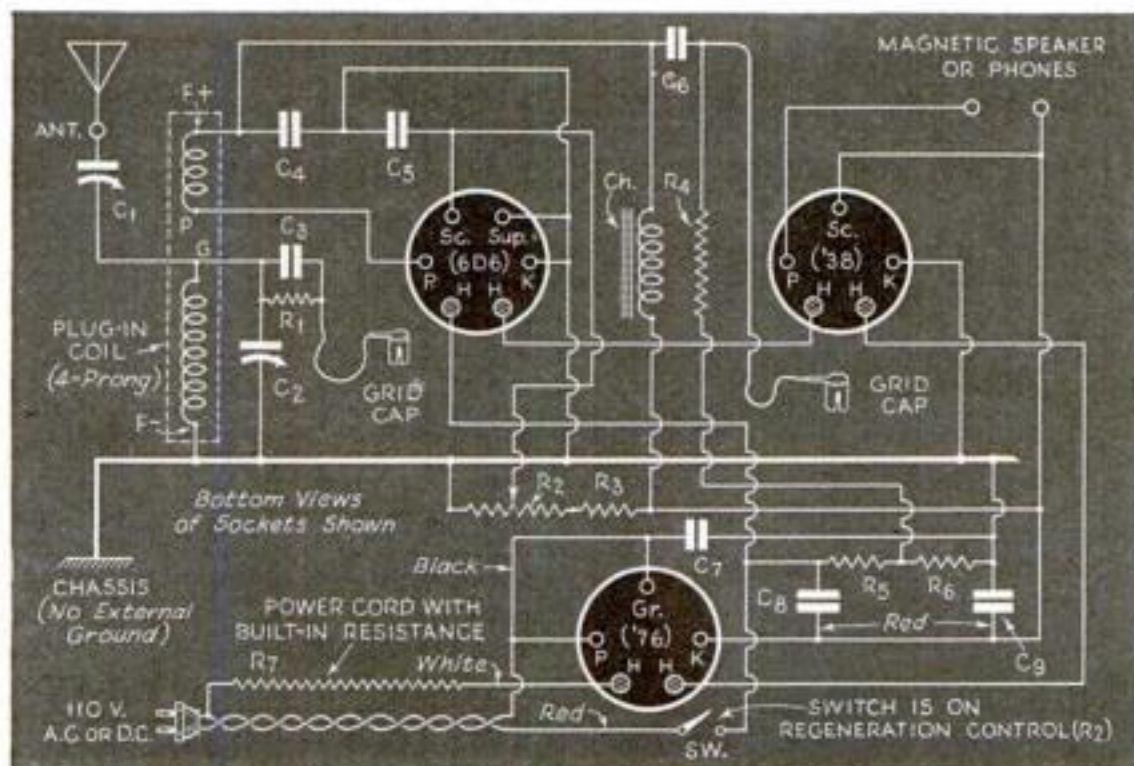 MAGNETIC SPEAKER
OR PHONES
ANT.
F+
C1
C4
C5
C6
P
G
C3
R1
C2
PLUG-IN
COIL
(4-Prong)
F-
GRID
CAP
Sc. Sup.
(6D6)
P H H K
Ch.
R4
Sc.
('38)
P H H K
GRID
CAP
Bottom Views
of Sockets Shown
R2
R3
Black
C7
CHASSIS
(No External
Ground)
POWER CORD WITH
BUILT-IN RESISTANCE
R7
White
Gr.
('76)
P H H K
C8
R5
R6
Red
C9
110 V.
A.C. OR D.C.
Red
SW.
SWITCH IS ON
REGENERATION CONTROL (R2)